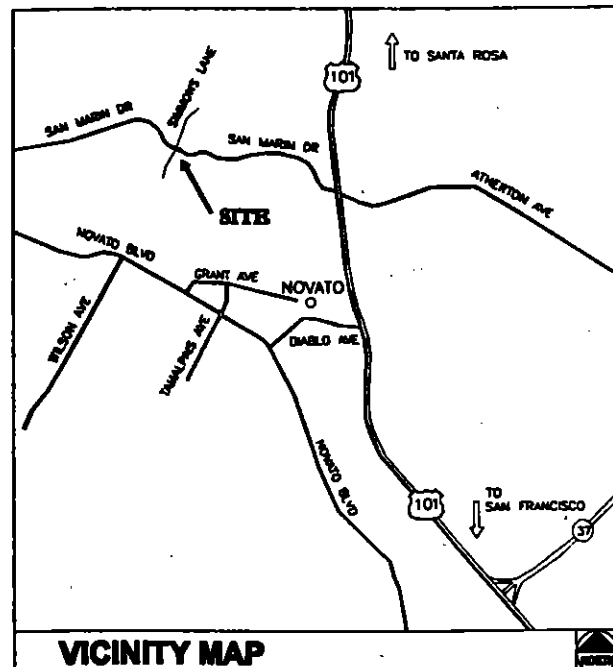 TO SANTA ROSA
101
SIMMONS LANE
SAN MARIN DR
SAN MARIN DR
ATHERTON AVE
SITE
NOVATO BLVD
GRANT AVE
NOVATO
WILSON AVE
TAMALPAIS AVE
DIABLO AVE
NOVATO BLVD
101
TO
SAN FRANCISCO
37
VICINITY MAP
NORTH